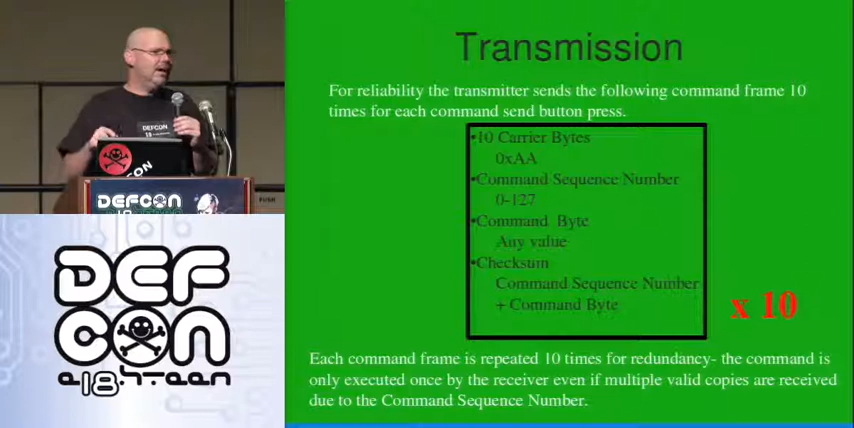 Transmission
For reliability the transmitter sends the following command frame 10
times for each command send button press.
•10 Carrier Bytes
0xAA
•Command Sequence Number
0-127
•Command Byte
Any value
•Checksum
Command Sequence Number
+ Command Byte
x 10
Each command frame is repeated 10 times for redundancy- the command is
only executed once by the receiver even if multiple valid copies are received
due to the Command Sequence Number.
DEFCON
CON
DEFCON
DEF
CON
e18hteen